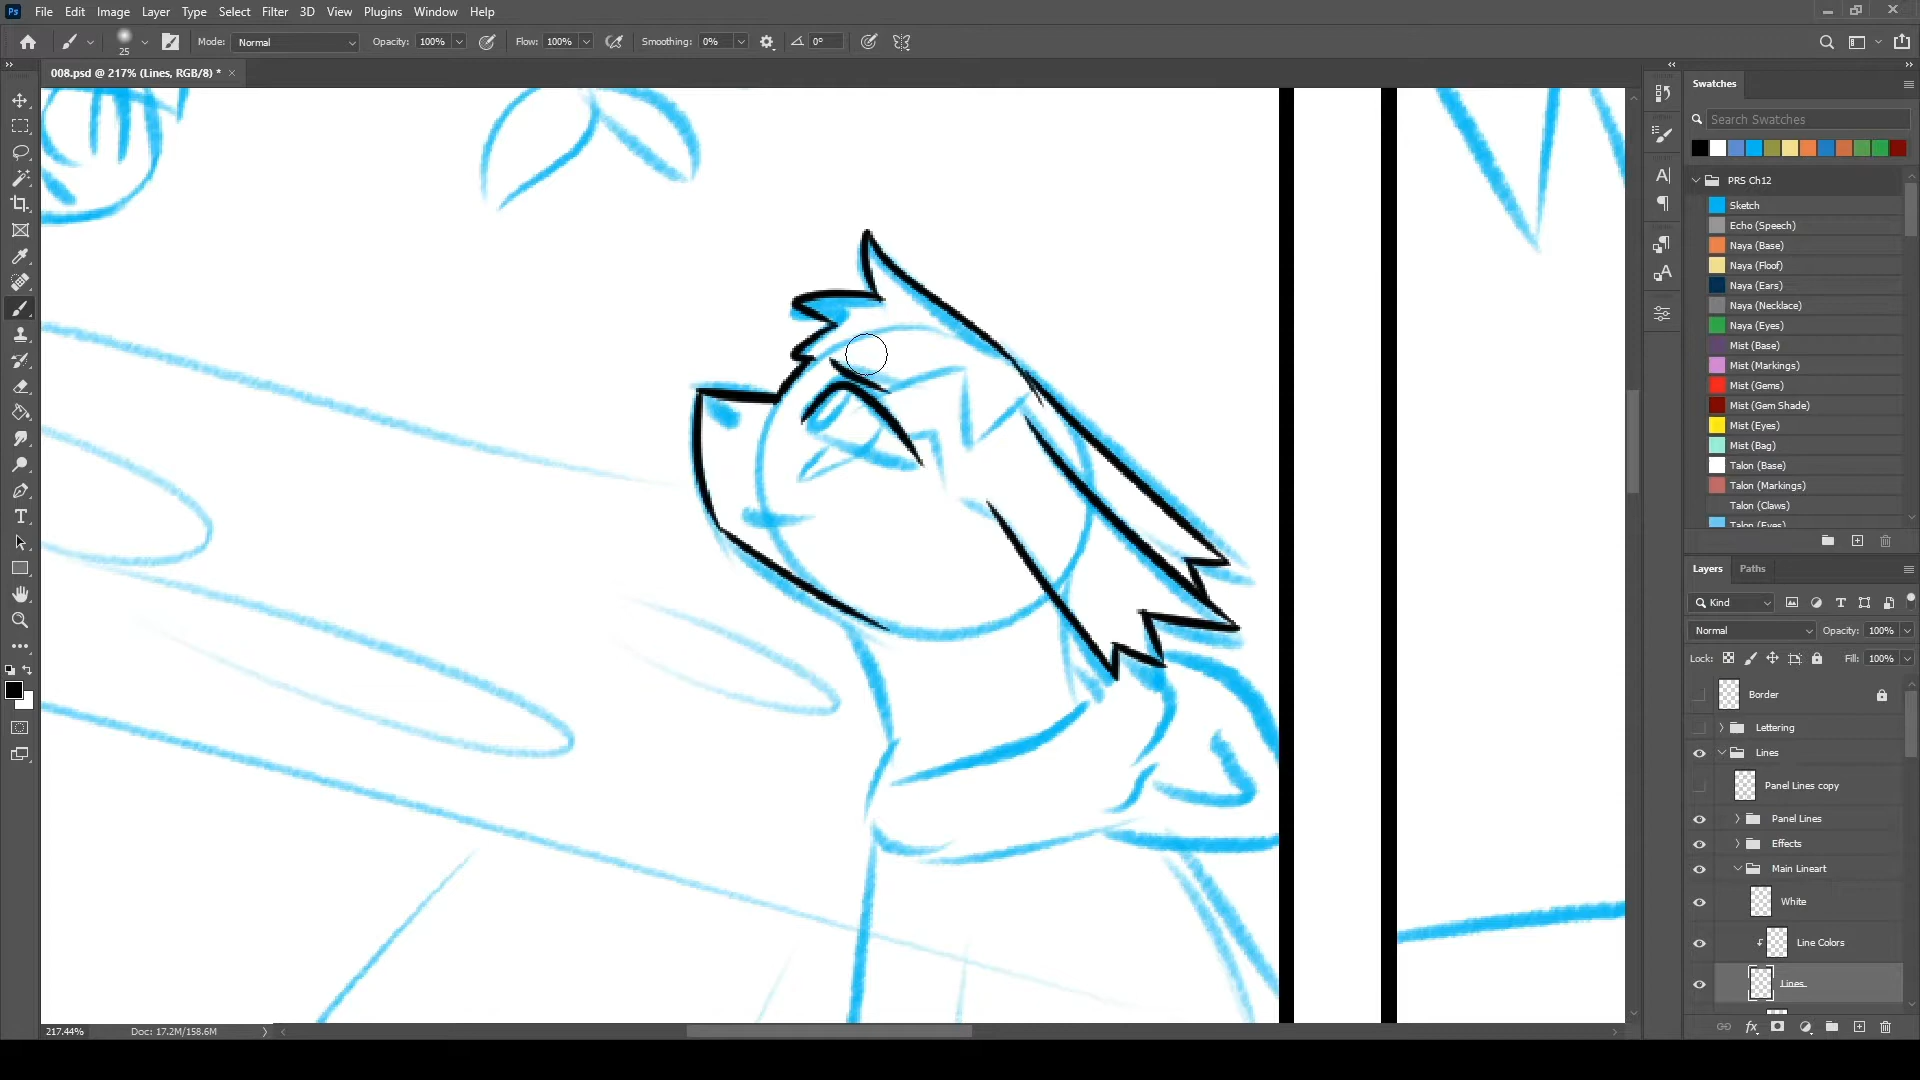 Ps File Edit Image Layer Type Select Filter 3D View Plugins Window Help
25 Mode: Normal Opacity: 100% Flow: 100% Smoothing: 0% 0°
008.psd @ 217% (Lines, RGB/8) * ×
Swatches
Search Swatches
PRS Ch12
Sketch
Echo (Speech)
Naya (Base)
Naya (Floof)
Naya (Ears)
Naya (Necklace)
Naya (Eyes)
Mist (Base)
Mist (Markings)
Mist (Gems)
Mist (Gem Shade)
Mist (Eyes)
Mist (Bag)
Talon (Base)
Talon (Markings)
Talon (Claws)
Talon (Eyes)
Layers Paths
Kind
Normal Opacity: 100%
Lock: Fill: 100%
Border
Lettering
Lines
Panel Lines copy
Panel Lines
Effects
Main Lineart
White
Line Colors
Lines
217.44% Doc: 17.2M/158.6M